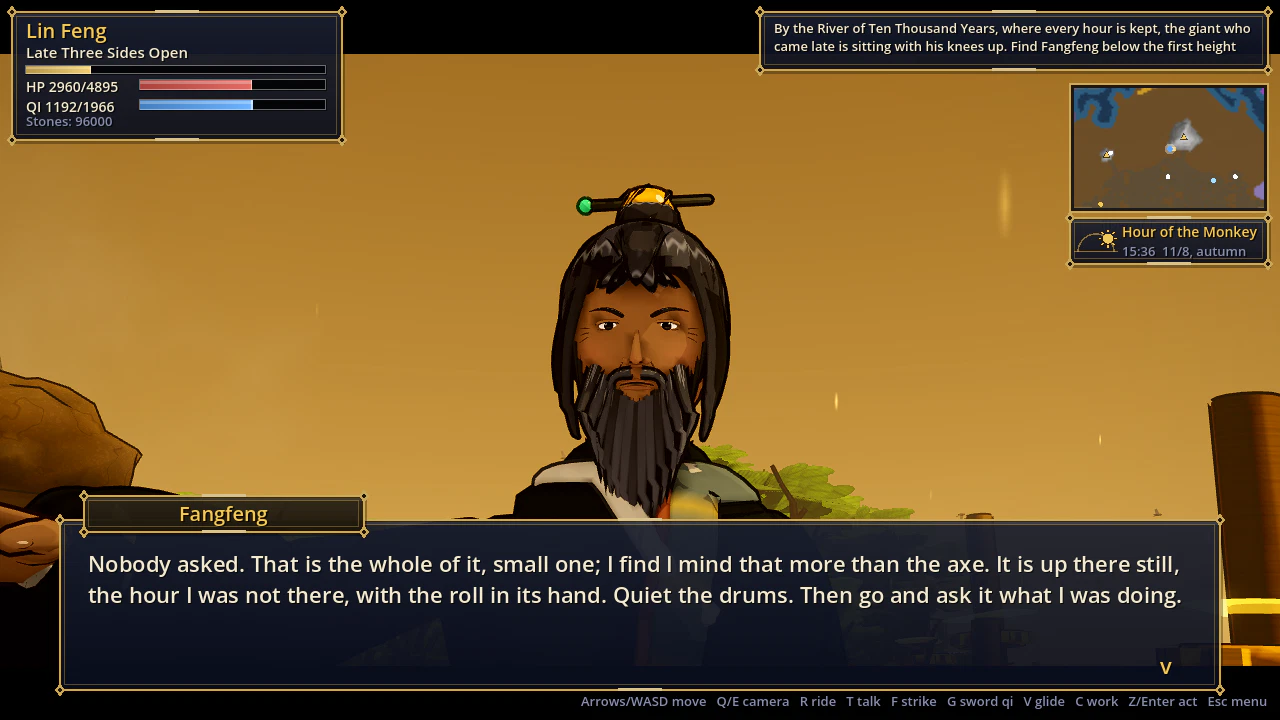 Lin Feng
Late Three Sides Open
HP 2960/4895
QI 1192/1966
Stones: 96000
By the River of Ten Thousand Years, where every hour is kept, the giant who
came late is sitting with his knees up. Find Fangfeng below the first height
Hour of the Monkey
15:36 11/8, autumn
Fangfeng
Nobody asked. That is the whole of it, small one; I find I mind that more than the axe. It is up there still,
the hour I was not there, with the roll in its hand. Quiet the drums. Then go and ask it what I was doing.
V
Arrows/WASD move Q/E camera R ride T talk F strike G sword qi V glide C work Z/Enter act Esc menu